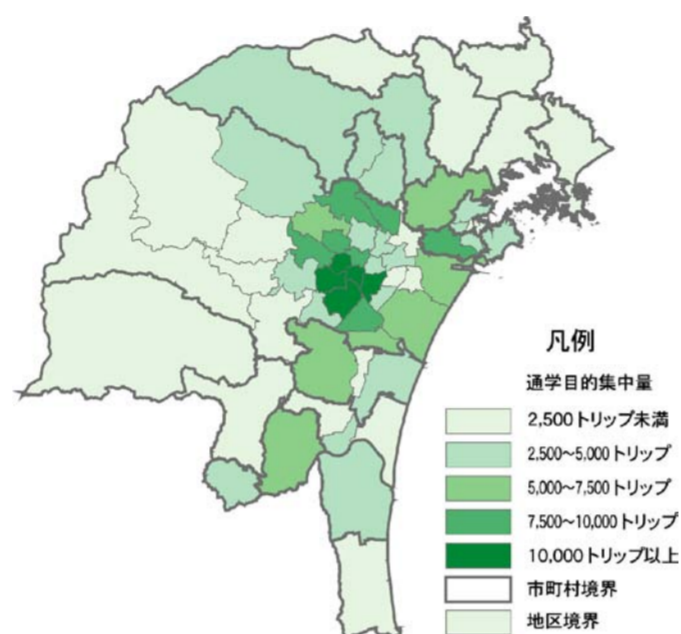 凡例
通学目的集中量
2,500トリップ未満
2,500～5,000トリップ
5,000～7,500トリップ
7,500～10,000トリップ
10,000トリップ以上
市町村境界
地区境界